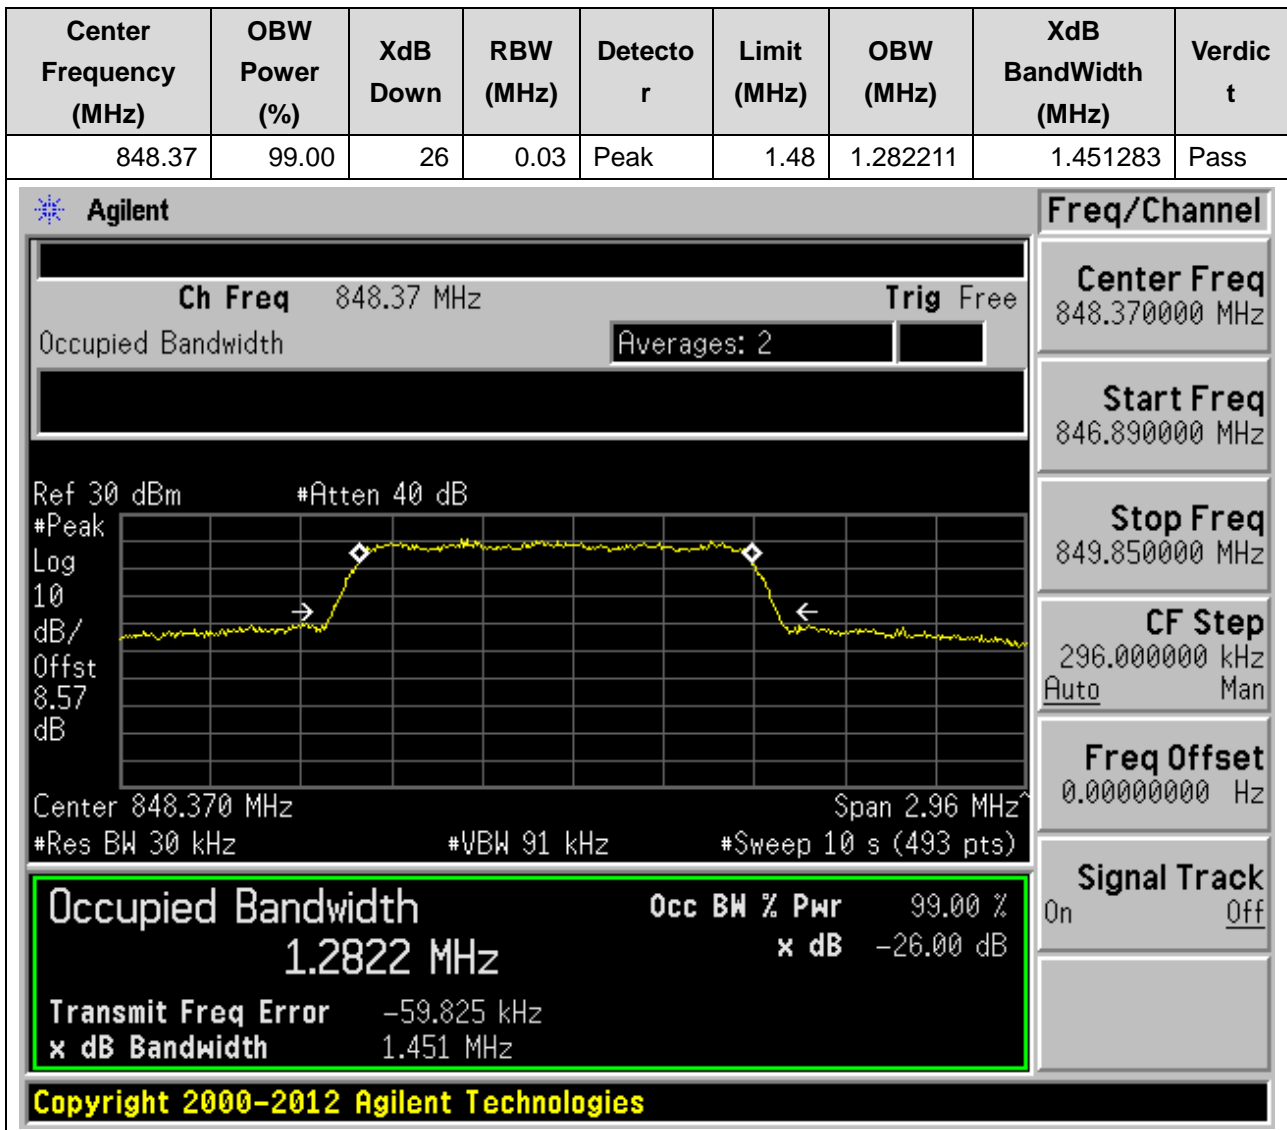 Center Frequency (MHz) OBW Power (%) XdB Down RBW (MHz) Detecto r Limit (MHz) OBW (MHz) XdB BandWidth (MHz) Verdic t
848.37 99.00 26 0.03 Peak 1.48 1.282211 1.451283 Pass
Agilent
Freq/Channel
Ch Freq 848.37 MHz Trig Free
Occupied Bandwidth Averages: 2
Center Freq
848.370000 MHz
Start Freq
846.890000 MHz
Stop Freq
849.850000 MHz
CF Step
296.000000 kHz
Auto Man
Freq Offset
0.00000000 Hz
Signal Track
On Off
Ref 30 dBm #Atten 40 dB
#Peak
Log
10
dB/
Offst
8.57
dB
Center 848.370 MHz Span 2.96 MHz^
#Res BW 30 kHz #VBW 91 kHz #Sweep 10 s (493 pts)
Occupied Bandwidth Occ BW % Pwr 99.00 %
1.2822 MHz x dB -26.00 dB
Transmit Freq Error -59.825 kHz
x dB Bandwidth 1.451 MHz
Copyright 2000-2012 Agilent Technologies